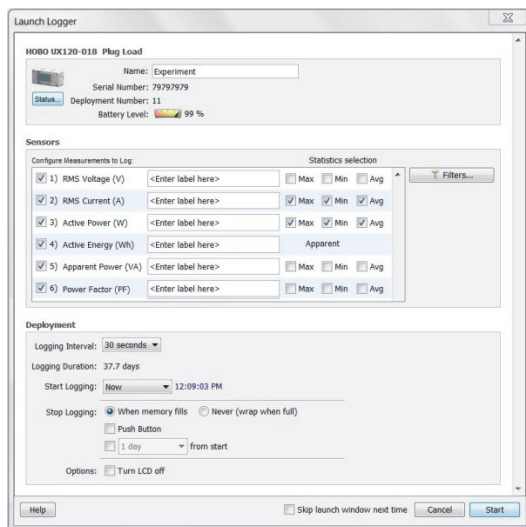 Launch Logger
HOBO UX120-018 Plug Load
Name: Experiment
Serial Number: 79797979
Status... Deployment Number: 11
Battery Level: 99 %
Sensors
Configure Measurements to Log: Statistics selection
1) RMS Voltage (V) <Enter label here> Max Min Avg Filters...
2) RMS Current (A) <Enter label here> Max Min Avg
3) Active Power (W) <Enter label here> Max Min Avg
4) Active Energy (Wh) <Enter label here> Apparent
5) Apparent Power (VA) <Enter label here> Max Min Avg
6) Power Factor (PF) <Enter label here> Max Min Avg
Deployment
Logging Interval: 30 seconds
Logging Duration: 37.7 days
Start Logging: Now 12:09:03 PM
Stop Logging: When memory fills Never (wrap when full)
Push Button
1 day from start
Options: Turn LCD off
Help Skip launch window next time Cancel Start